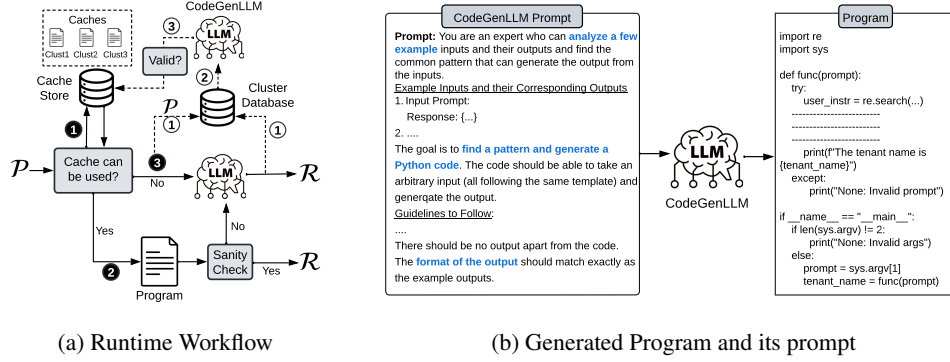 CodeGenLLM
Caches
Clust1 Clust2 Clust3
3
LLM
Valid?
2
Cache
Store
P
1
Cluster
Database
1
1
P
Cache can
be used?
3
No
LLM
R
Yes
No
2
Program
Sanity
Check
Yes
R
(a) Runtime Workflow
CodeGenLLM Prompt
Prompt: You are an expert who can analyze a few
example inputs and their outputs and find the
common pattern that can generate the output from
the inputs.
Example Inputs and their Corresponding Outputs
1. Input Prompt:
Response: {...}
2. ....
The goal is to find a pattern and generate a
Python code. The code should be able to take an
arbitrary input (all following the same template) and
generqate the output.
Guidelines to Follow:
....
There should be no output apart from the code.
The format of the output should match exactly as
the example outputs.
LLM
CodeGenLLM
Program
import re
import sys
def func(prompt):
try:
user_instr = re.search(...)
------------------------
------------------------
------------------------
print(f"The tenant name is
{tenant_name}")
except:
print("None: Invalid prompt")
if __name__ == "__main__":
if len(sys.argv) != 2:
print("None: Invalid args")
else:
prompt = sys.argv[1]
tenant_name = func(prompt)
(b) Generated Program and its prompt